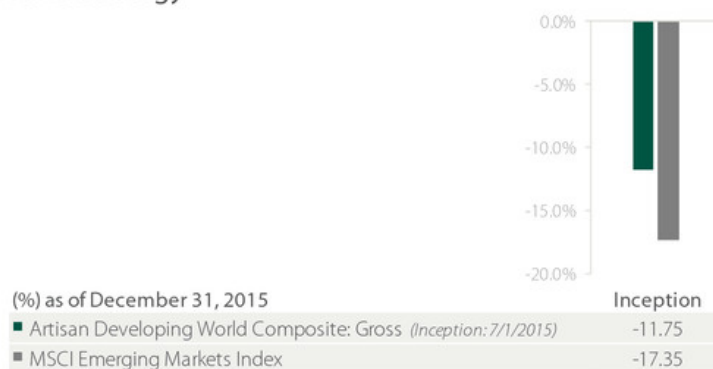 0.0%
-5.0%
-10.0%
-15.0%
-20.0%
(%) as of December 31, 2015 Inception
Artisan Developing World Composite: Gross (Inception: 7/1/2015) -11.75
MSCI Emerging Markets Index -17.35